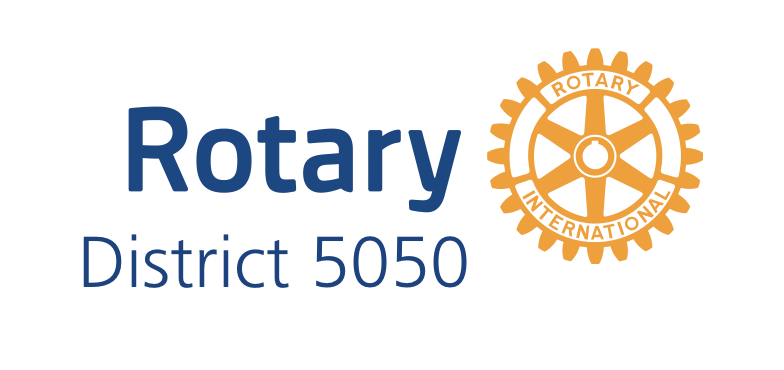 Rotary
District 5050
ROTARY
INTERNATIONAL